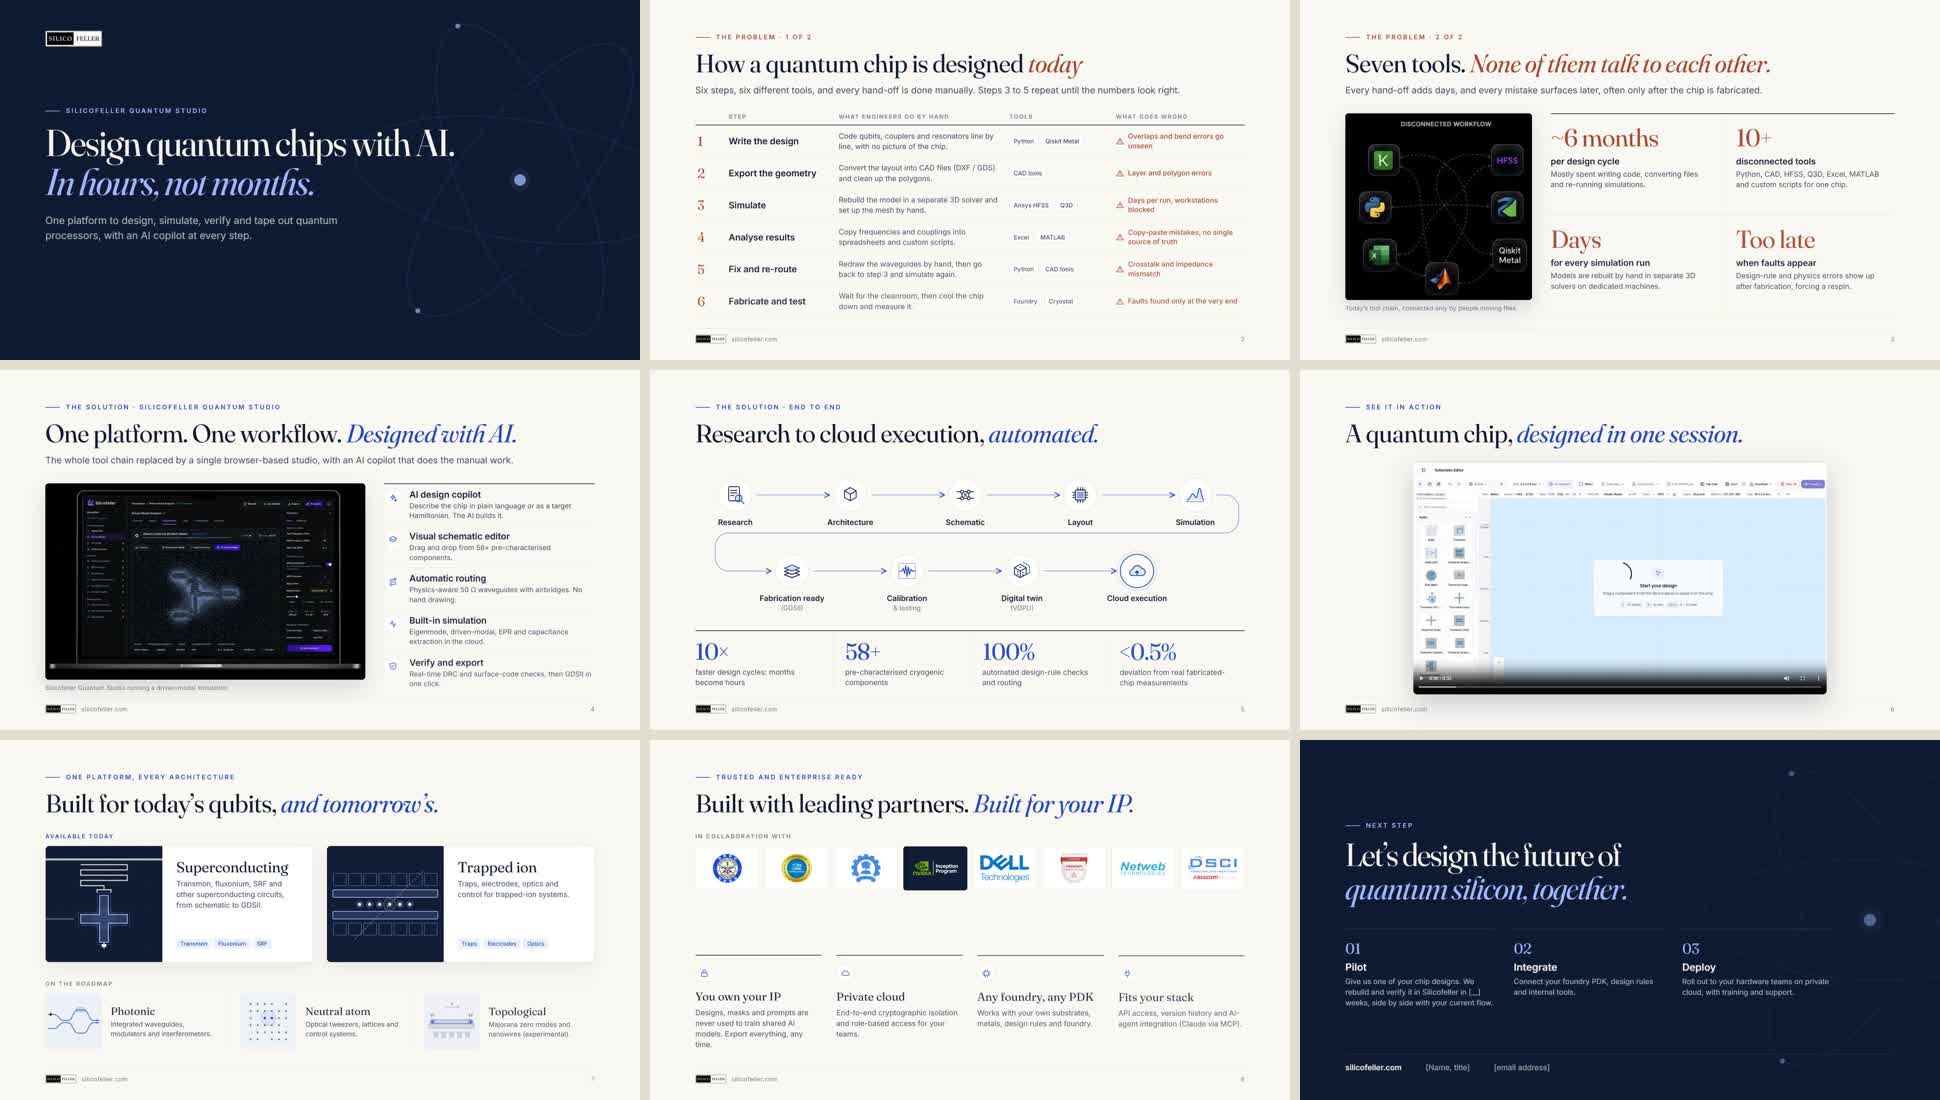 SILICO FELLER
SILICOFELLER QUANTUM STUDIO
Design quantum chips with AI.
In hours, not months.
One platform to design, simulate, verify and tape out quantum
processors, with an AI copilot at every step.
THE PROBLEM · 1 OF 2
How a quantum chip is designed today
Six steps, six different tools, and every hand-off is done manually. Steps 3 to 5 repeat until the numbers look right.
STEP WHAT ENGINEERS DO BY HAND TOOLS WHAT GOES WRONG
1 Write the design
Code qubits, couplers and resonators line by
line, with no picture of the chip.
Python Qiskit Metal
Overlaps and bend errors go
unseen
2 Export the geometry
Convert the layout into CAD files (DXF / GDS)
and clean up the polygons.
CAD tools
Layer and polygon errors
3 Simulate
Rebuild the model in a separate 3D solver and
set up the mesh by hand.
Ansys HFSS Q3D
Days per run, workstations
blocked
4 Analyse results
Copy frequencies and couplings into
spreadsheets and custom scripts.
Excel MATLAB
Copy-paste mistakes, no single
source of truth
5 Fix and re-route
Redraw the waveguides by hand, then go
back to step 3 and simulate again.
Python CAD tools
Crosstalk and impedance
mismatch
6 Fabricate and test
Wait for the cleanroom, then cool the chip
down and measure it.
Foundry Cryostat
Faults found only at the very end
SILICO FELLER silicofeller.com 2
THE PROBLEM · 2 OF 2
Seven tools. None of them talk to each other.
Every hand-off adds days, and every mistake surfaces later, often only after the chip is fabricated.
DISCONNECTED WORKFLOW
K
HFSS
X
Qiskit
Metal
Today's tool chain, connected only by people moving files.
~6 months
per design cycle
Mostly spent writing code, converting files
and re-running simulations.
10+
disconnected tools
Python, CAD, HFSS, Q3D, Excel, MATLAB
and custom scripts for one chip.
Days
for every simulation run
Models are rebuilt by hand in separate 3D
solvers on dedicated machines.
Too late
when faults appear
Design-rule and physics errors show up
after fabrication, forcing a respin.
SILICO FELLER silicofeller.com 3
THE SOLUTION · SILICOFELLER QUANTUM STUDIO
One platform. One workflow. Designed with AI.
The whole tool chain replaced by a single browser-based studio, with an AI copilot that does the manual work.
Silicofeller
Silicofeller Quantum Studio running a driven-modal simulation.
AI design copilot
Describe the chip in plain language or as a target
Hamiltonian. The AI builds it.
Visual schematic editor
Drag and drop from 58+ pre-characterised
components.
Automatic routing
Physics-aware 50 Ω waveguides with airbridges. No
hand drawing.
Built-in simulation
Eigenmode, driven-modal, EPR and capacitance
extraction in the cloud.
Verify and export
Real-time DRC and surface-code checks, then GDSII in
one click.
SILICO FELLER silicofeller.com 4
THE SOLUTION · END TO END
Research to cloud execution, automated.
Research
Architecture
Schematic
Layout
Simulation
Fabrication ready
(GDSII)
Calibration
& testing
Digital twin
(VDPU)
Cloud execution
10×
faster design cycles: months
become hours
58+
pre-characterised cryogenic
components
100%
automated design-rule checks
and routing
<0.5%
deviation from real fabricated-
chip measurements
SILICO FELLER silicofeller.com 5
SEE IT IN ACTION
A quantum chip, designed in one session.
Schematic Editor
Start your design
SILICO FELLER silicofeller.com 6
ONE PLATFORM, EVERY ARCHITECTURE
Built for today's qubits, and tomorrow's.
AVAILABLE TODAY
Superconducting
Transmon, fluxonium, SRF and
other superconducting circuits,
from schematic to GDSII.
Transmon Fluxonium SRF
Trapped ion
Traps, electrodes, optics and
control for trapped-ion systems.
Traps Electrodes Optics
ON THE ROADMAP
Photonic
Integrated waveguides,
modulators and interferometers.
Neutral atom
Optical tweezers, lattices and
control systems.
Topological
Majorana zero modes and
nanowires (experimental).
SILICO FELLER silicofeller.com 7
TRUSTED AND ENTERPRISE READY
Built with leading partners. Built for your IP.
IN COLLABORATION WITH
NVIDIA Inception Program
DELL Technologies
Netweb TECHNOLOGIES
DSCI
nasscom
You own your IP
Designs, masks and prompts are
never used to train shared AI
models. Export everything, any
time.
Private cloud
End-to-end cryptographic isolation
and role-based access for your
teams.
Any foundry, any PDK
Works with your own substrates,
metals, design rules and foundry.
Fits your stack
API access, version history and AI-
agent integration (Claude via MCP).
SILICO FELLER silicofeller.com 8
NEXT STEP
Let's design the future of
quantum silicon, together.
01
Pilot
Give us one of your chip designs. We
rebuild and verify it in Silicofeller in [__]
weeks, side by side with your current flow.
02
Integrate
Connect your foundry PDK, design rules
and internal tools.
03
Deploy
Roll out to your hardware teams on private
cloud, with training and support.
silicofeller.com [Name, title] [email address]